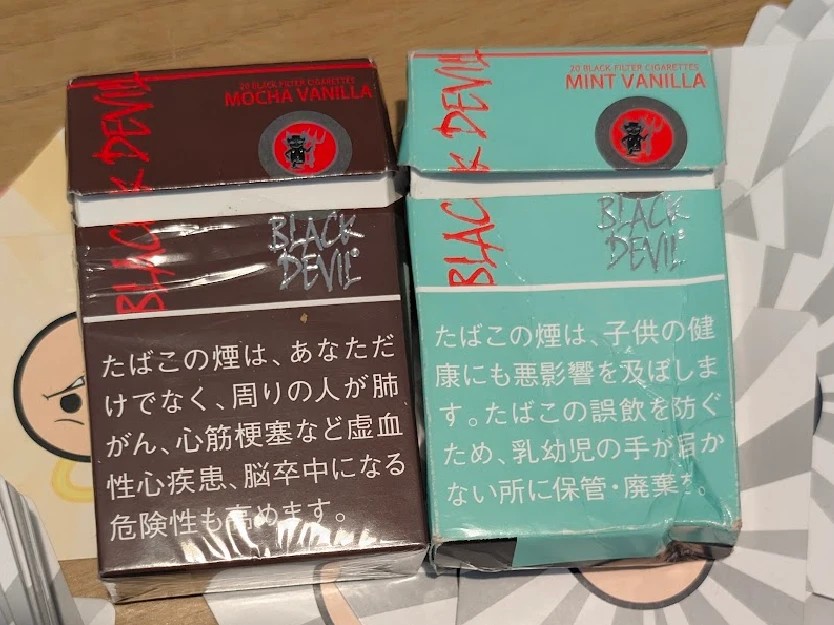 20 BLACK FILTER CIGARETTES
MOCHA VANILLA
BLACK DEVIL
BLACK
DEVIL
たばこの煙は、あなただ
けでなく、周りの人が肺
がん、心筋梗塞など虚血
性心疾患、脳卒中になる
危険性も高めます。
20 BLACK FILTER CIGARETTES
MINT VANILLA
BLACK DEVIL
BLACK
DEVIL
たばこの煙は、子供の健
康にも悪影響を及ぼしま
す。たばこの誤飲を防ぐ
ため、乳幼児の手が届か
ない所に保管・廃棄を。